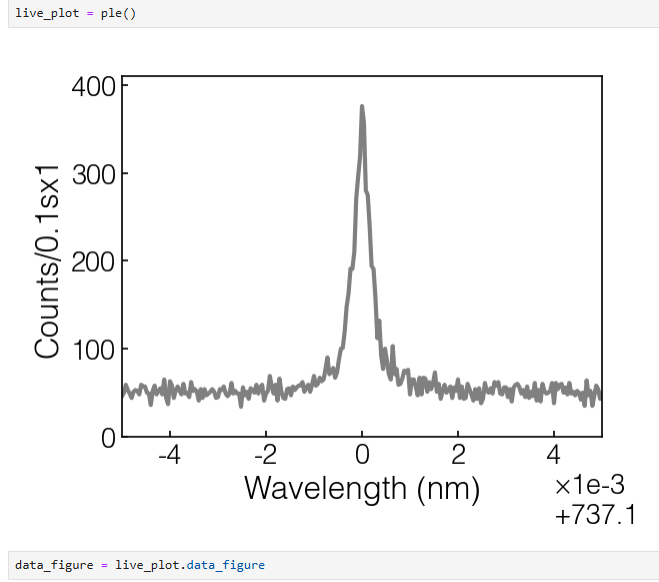 live_plot = ple()
400
300
200
100
0
Counts/0.1sx1
-4 -2 0 2 4
Wavelength (nm)
×1e-3
+737.1
data_figure = live_plot.data_figure